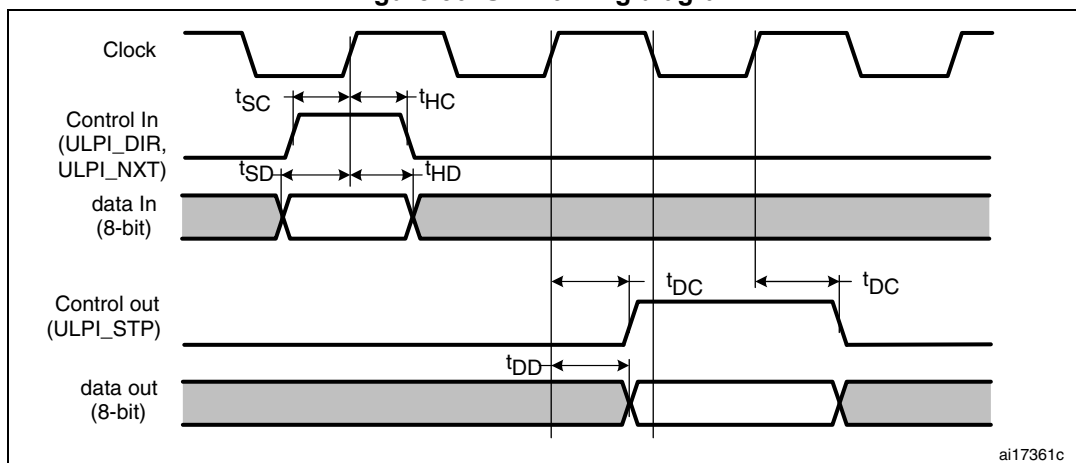 Clock
tSC
tHC
Control In
(ULPI_DIR,
ULPI_NXT)
tSD
tHD
data In
(8-bit)
tDC
tDC
Control out
(ULPI_STP)
tDD
data out
(8-bit)
ai17361c